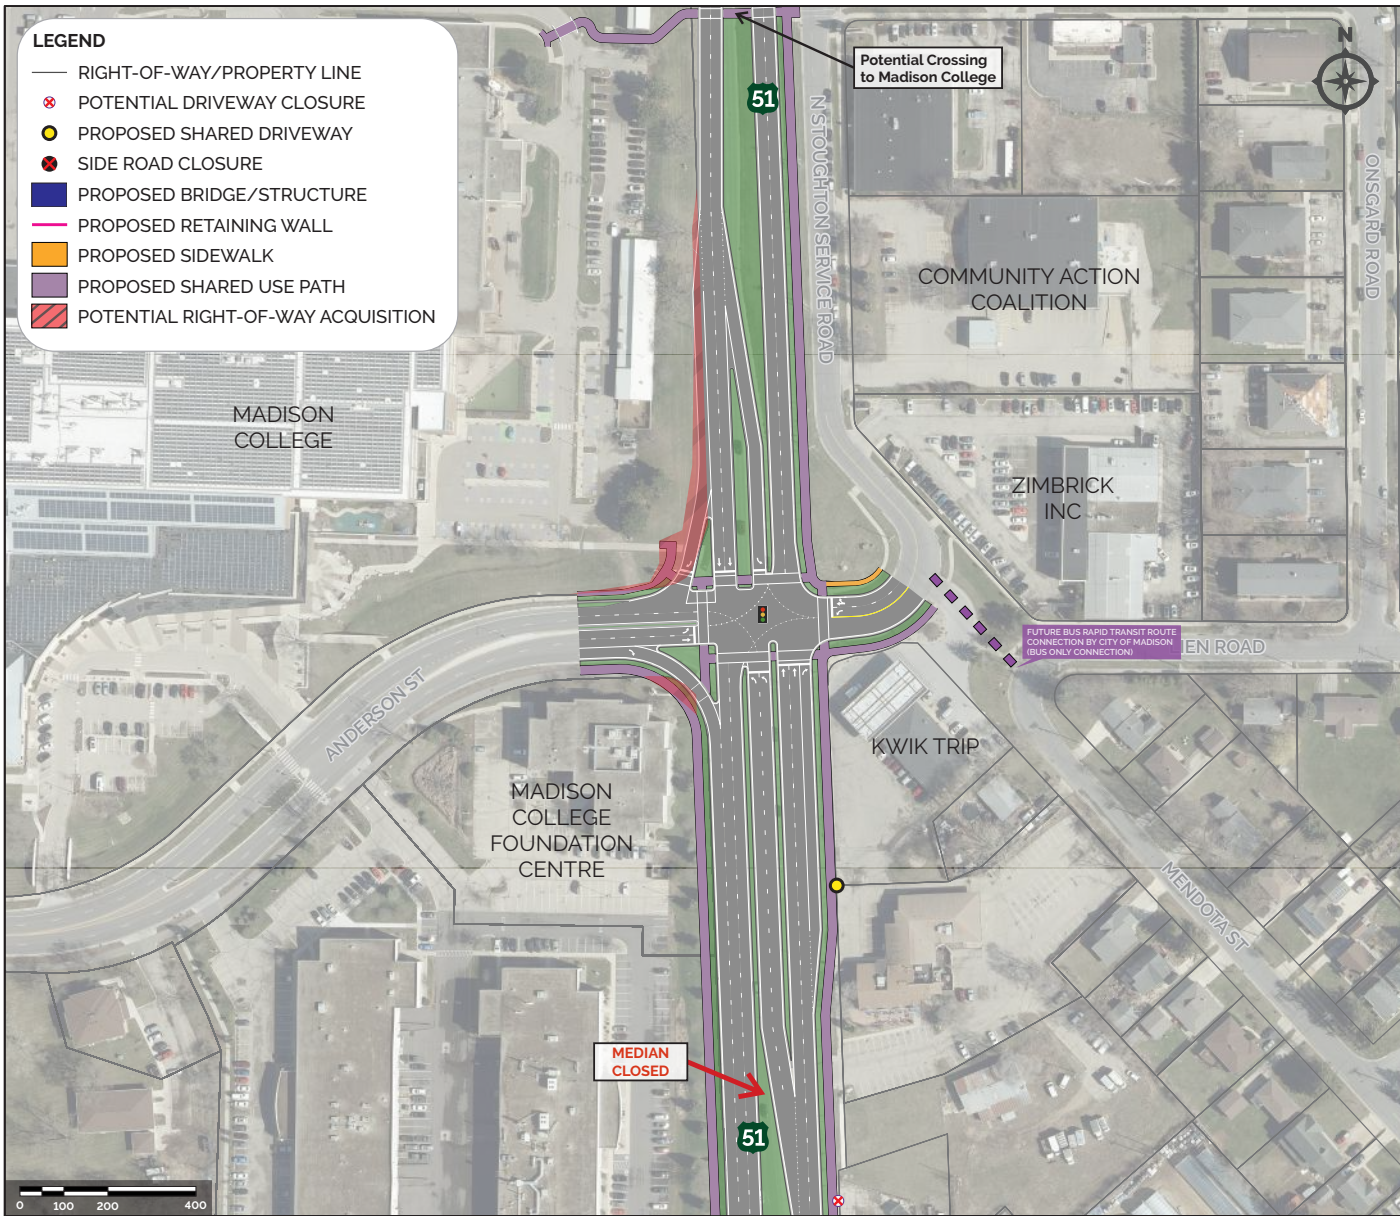 LEGEND
RIGHT-OF-WAY/PROPERTY LINE
POTENTIAL DRIVEWAY CLOSURE
PROPOSED SHARED DRIVEWAY
SIDE ROAD CLOSURE
PROPOSED BRIDGE/STRUCTURE
PROPOSED RETAINING WALL
PROPOSED SIDEWALK
PROPOSED SHARED USE PATH
POTENTIAL RIGHT-OF-WAY ACQUISITION
Potential Crossing
to Madison College
N
51
N STOUGHTON SERVICE ROAD
ONSGARD ROAD
COMMUNITY ACTION
COALITION
MADISON
COLLEGE
ZIMBRICK
INC
FUTURE BUS RAPID TRANSIT ROUTE
CONNECTION BY CITY OF MADISON
(BUS ONLY CONNECTION)
IEN ROAD
ANDERSON ST
KWIK TRIP
MADISON
COLLEGE
FOUNDATION
CENTRE
MENDOTA ST
MEDIAN
CLOSED
51
0 100 200 400